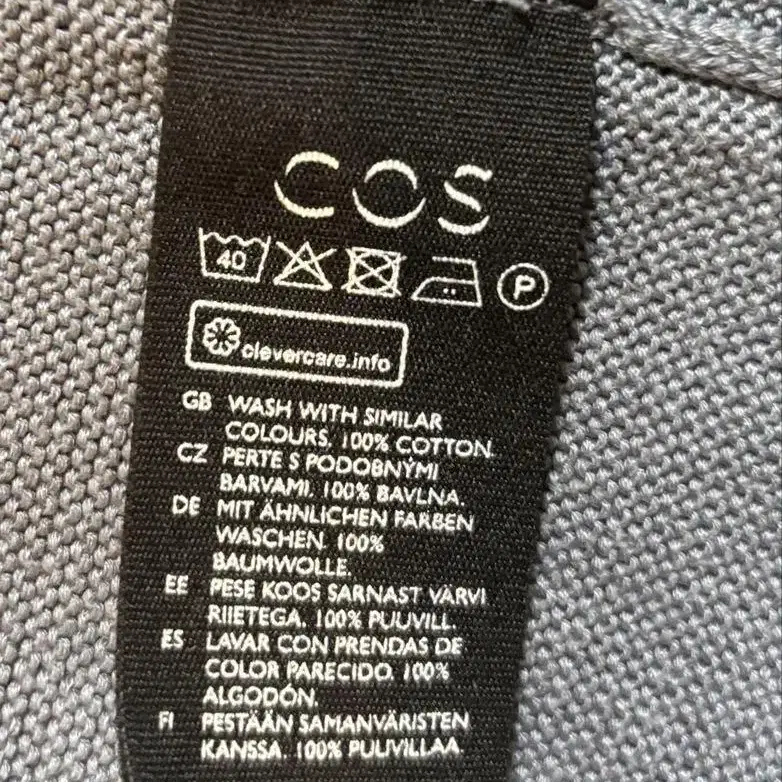 COS
40
P
clevercare.info
GB WASH WITH SIMILAR
COLOURS. 100% COTTON.
CZ PERTE S PODOBNÝMI
BARVAMI. 100% BAVLNA.
DE MIT ÄHNLICHEN FARBEN
WASCHEN. 100%
BAUMWOLLE.
EE PESE KOOS SARNAST VÄRVI
RIIETEGA. 100% PUUVILL.
ES LAVAR CON PRENDAS DE
COLOR PARECIDO. 100%
ALGODÓN.
FI PESTÄÄN SAMANVÄRISTEN
KANSSA. 100% PUUVILLAA.